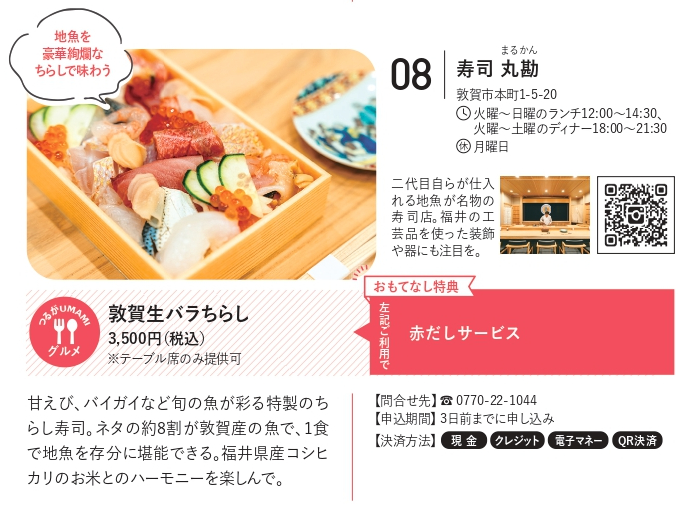 地魚を
豪華絢爛な
ちらしで味わう
08
まるかん
寿司 丸勘
敦賀市本町1-5-20
火曜〜日曜のランチ12:00〜14:30、
火曜〜土曜のディナー18:00〜21:30
休 月曜日
二代目自らが仕入
れる地魚が名物の
寿司店。福井の工
芸品を使った装飾
や器にも注目を。
つるがUMAMI
グルメ
敦賀生バラちらし
3,500円(税込)
※テーブル席のみ提供可
おもてなし特典
左記ご利用で
赤だしサービス
甘えび、バイガイなど旬の魚が彩る特製のち
らし寿司。ネタの約8割が敦賀産の魚で、1食
で地魚を存分に堪能できる。福井県産コシヒ
カリのお米とのハーモニーを楽しんで。
【問合せ先】☎ 0770-22-1044
【申込期間】3日前までに申し込み
【決済方法】 現金 クレジット 電子マネー QR決済